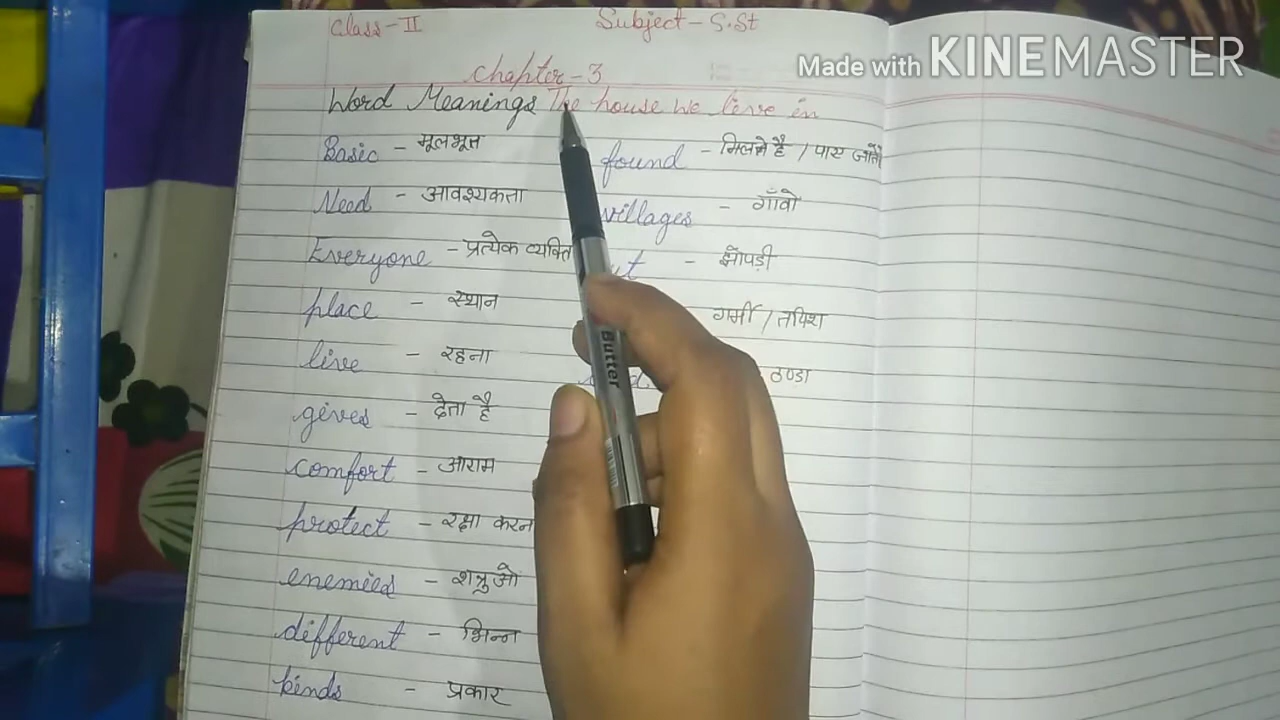 Class-II Subject-S.St
Made with KINEMASTER
Chapter-3
Word Meanings The house we live in
Basic - मूलभूत
Need - आवश्यकता
Everyone - प्रत्येक व्यक्ति
place - स्थान
live - रहना
gives - देता है
comfort - आराम
protect - रक्षा करन
enemies - शत्रुओ
different - भिन्न
kinds - प्रकार
found - मिलते है / पाए जाते
villages - गाँवो
- झोपड़ी
गर्मी / तपिश
ठण्डा
Butter